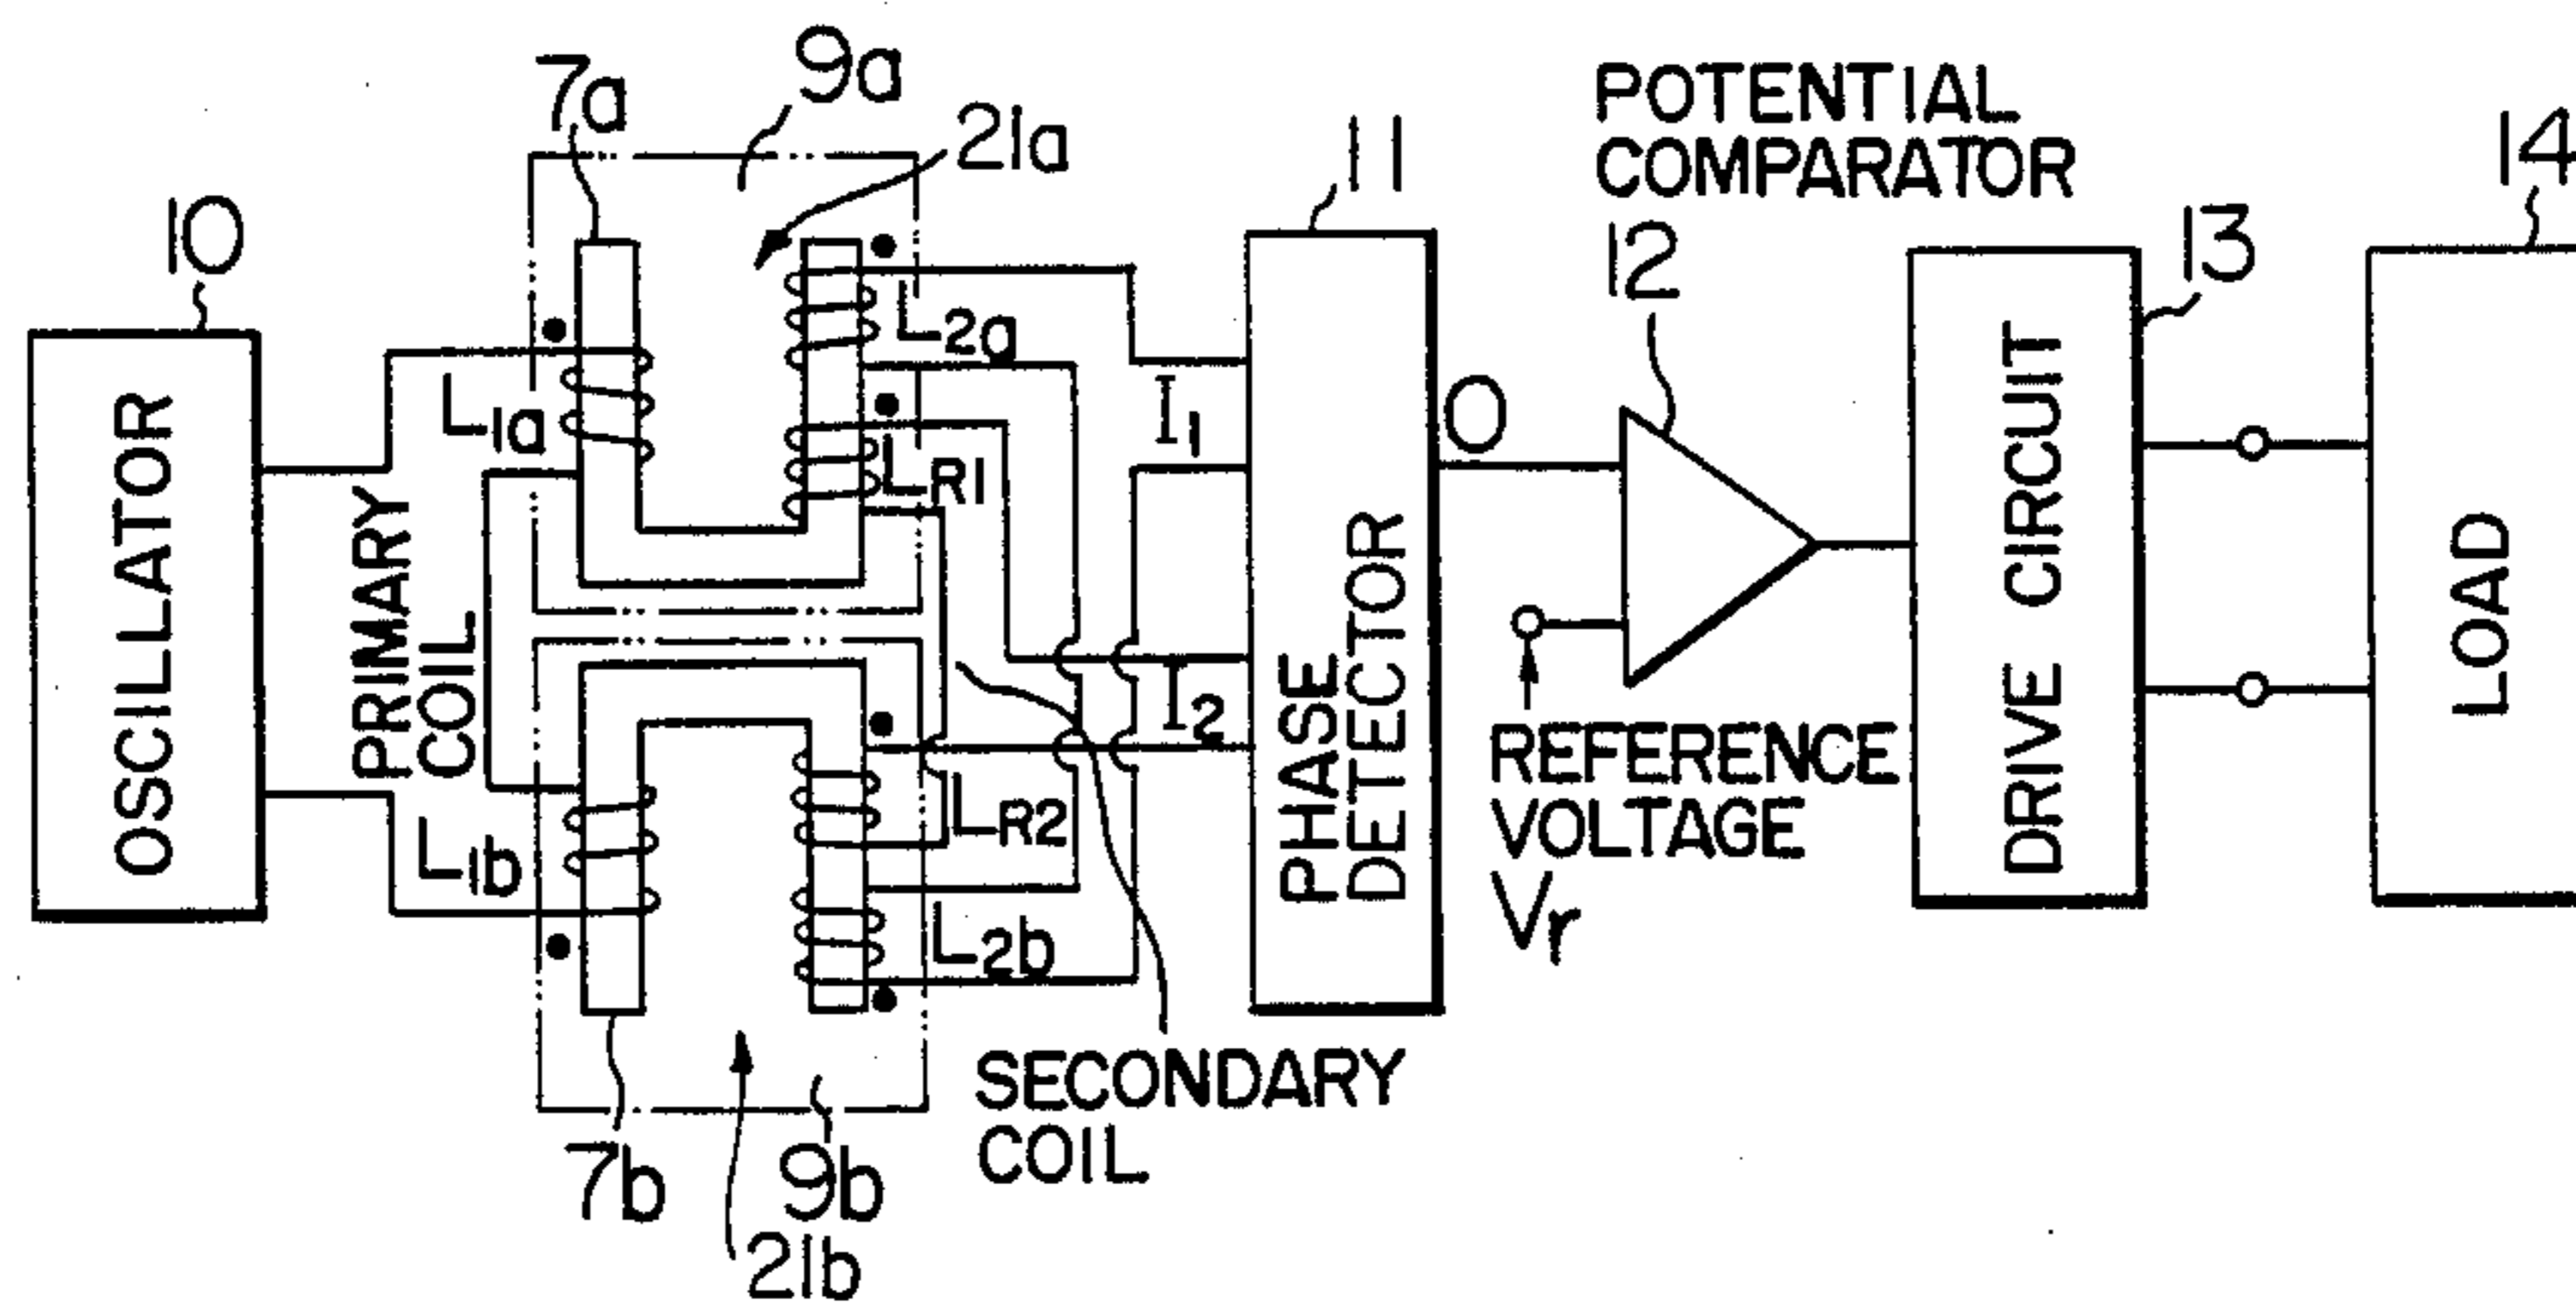 7a
9a
21a
10
OSCILLATOR
L1a
PRIMARY
COIL
L1b
L2a
LR1
LR2
L2b
7b
9b
21b
SECONDARY
COIL
I1
I2
11
PHASE
DETECTOR
O
POTENTIAL
COMPARATOR
12
REFERENCE
VOLTAGE
Vr
13
DRIVE CIRCUIT
14
LOAD